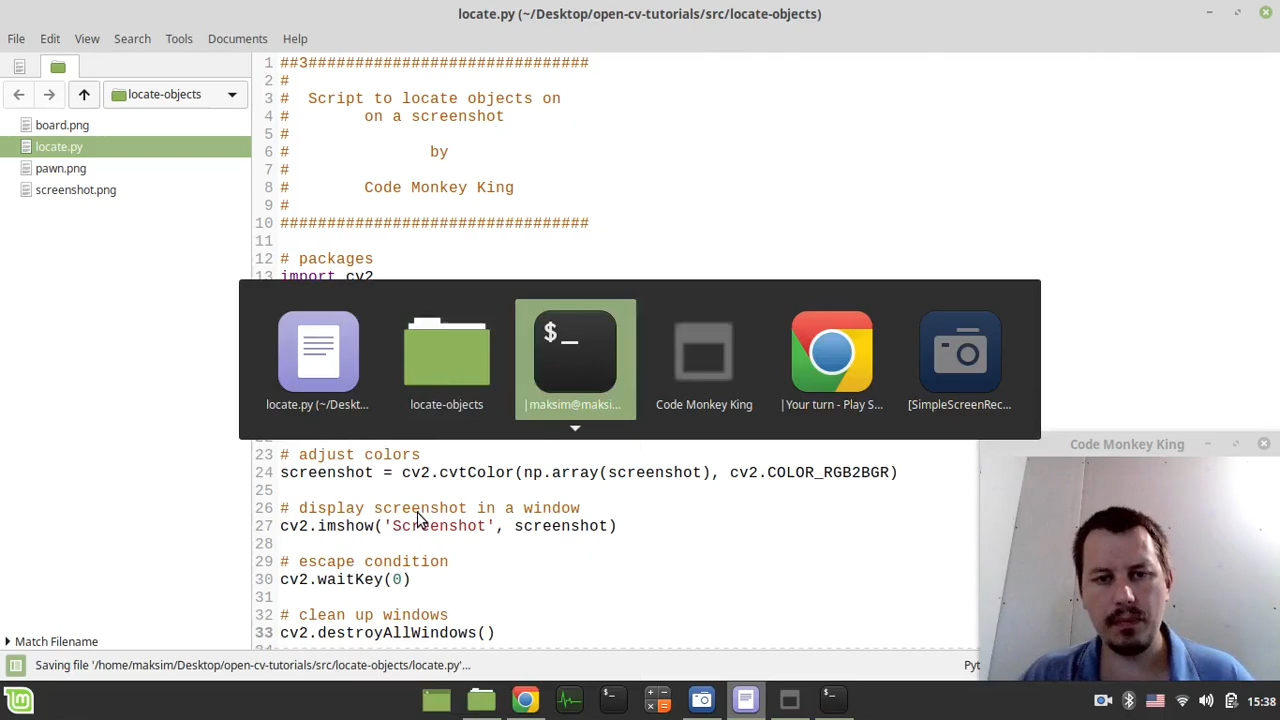 locate.py (~/Desktop/open-cv-tutorials/src/locate-objects)
File Edit View Search Tools Documents Help
locate-objects
board.png
locate.py
pawn.png
screenshot.png
Match Filename
1 ##3##############################
2 #
3 #  Script to locate objects on
4 #        on a screenshot
5 #
6 #               by
7 #
8 #        Code Monkey King
9 #
10 #################################
11
12 # packages
13 import cv2
locate.py (~/Deskt...
locate-objects
|maksim@maksi...
Code Monkey King
|Your turn - Play S...
[SimpleScreenRec...
$_
23 # adjust colors
24 screenshot = cv2.cvtColor(np.array(screenshot), cv2.COLOR_RGB2BGR)
25
26 # display screenshot in a window
27 cv2.imshow('Screenshot', screenshot)
28
29 # escape condition
30 cv2.waitKey(0)
31
32 # clean up windows
33 cv2.destroyAllWindows()
Code Monkey King
Saving file '/home/maksim/Desktop/open-cv-tutorials/src/locate-objects/locate.py'...
Pyt
15:38